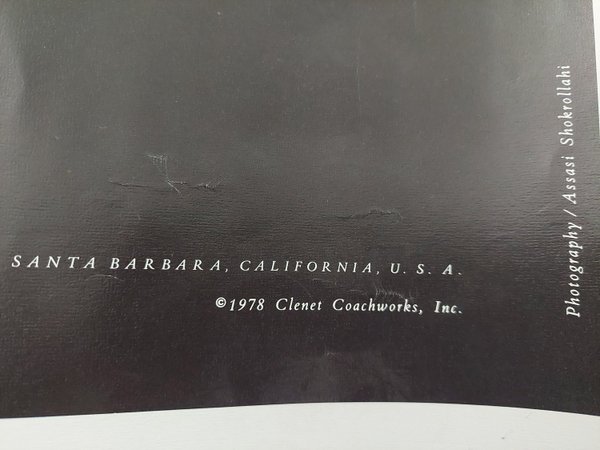 SANTA BARBARA, CALIFORNIA, U. S. A.
©1978 Clenet Coachworks, Inc.
Photography / Assasi Shokrollahi